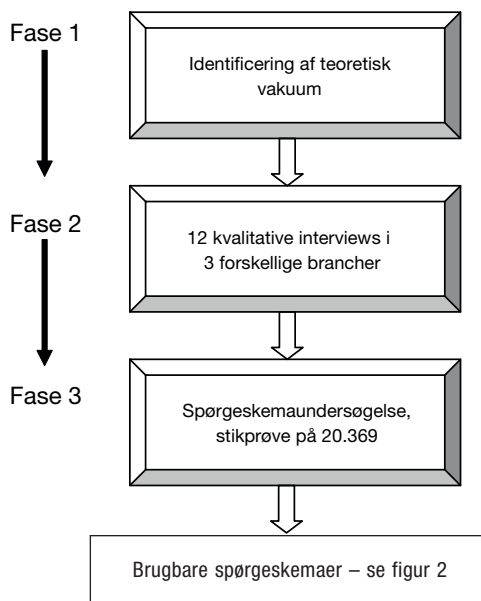 Fase 1
Identificering af teoretisk
vakuum
Fase 2
12 kvalitative interviews i
3 forskellige brancher
Fase 3
Spørgeskemaundersøgelse,
stikprøve på 20.369
Brugbare spørgeskemaer – se figur 2